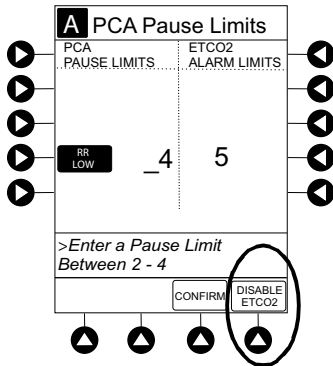 A PCA Pause Limits
PCA
PAUSE LIMITS
ETCO2
ALARM LIMITS
RR
LOW
_4
5
>Enter a Pause Limit
Between 2 - 4
CONFIRM
DISABLE
ETCO2